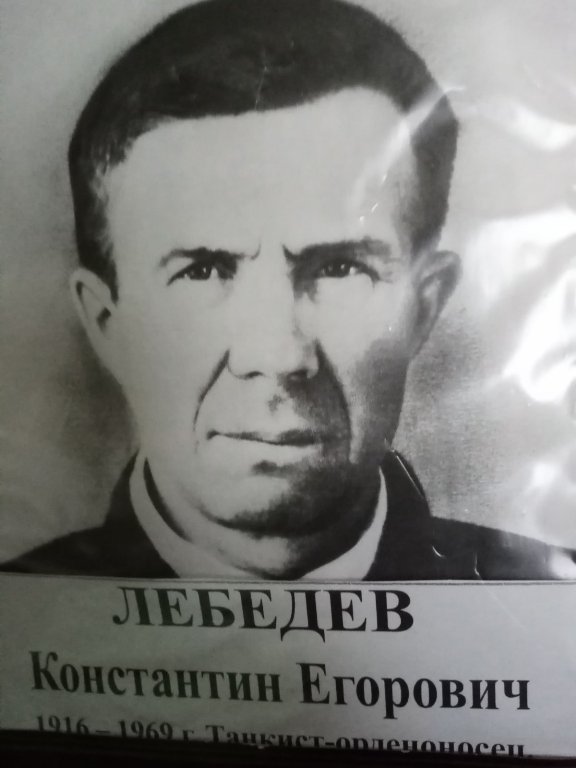 ЛЕБЕДЕВ
Константин Егорович
1916 – 1969 г. Танкист-орденоносец.